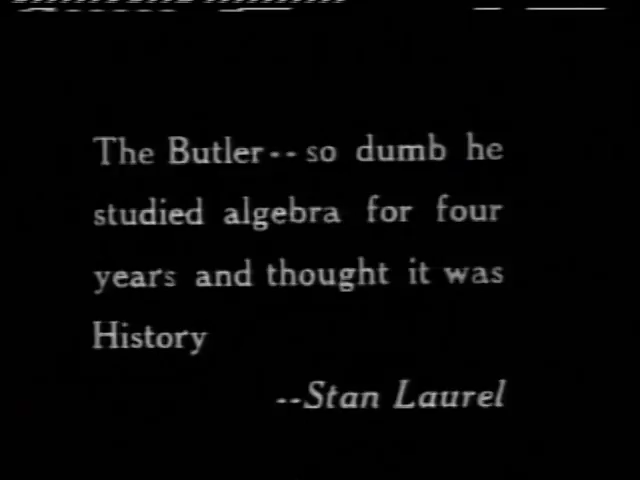 The Butler -- so dumb he
studied algebra for four
years and thought it was
History
--Stan Laurel